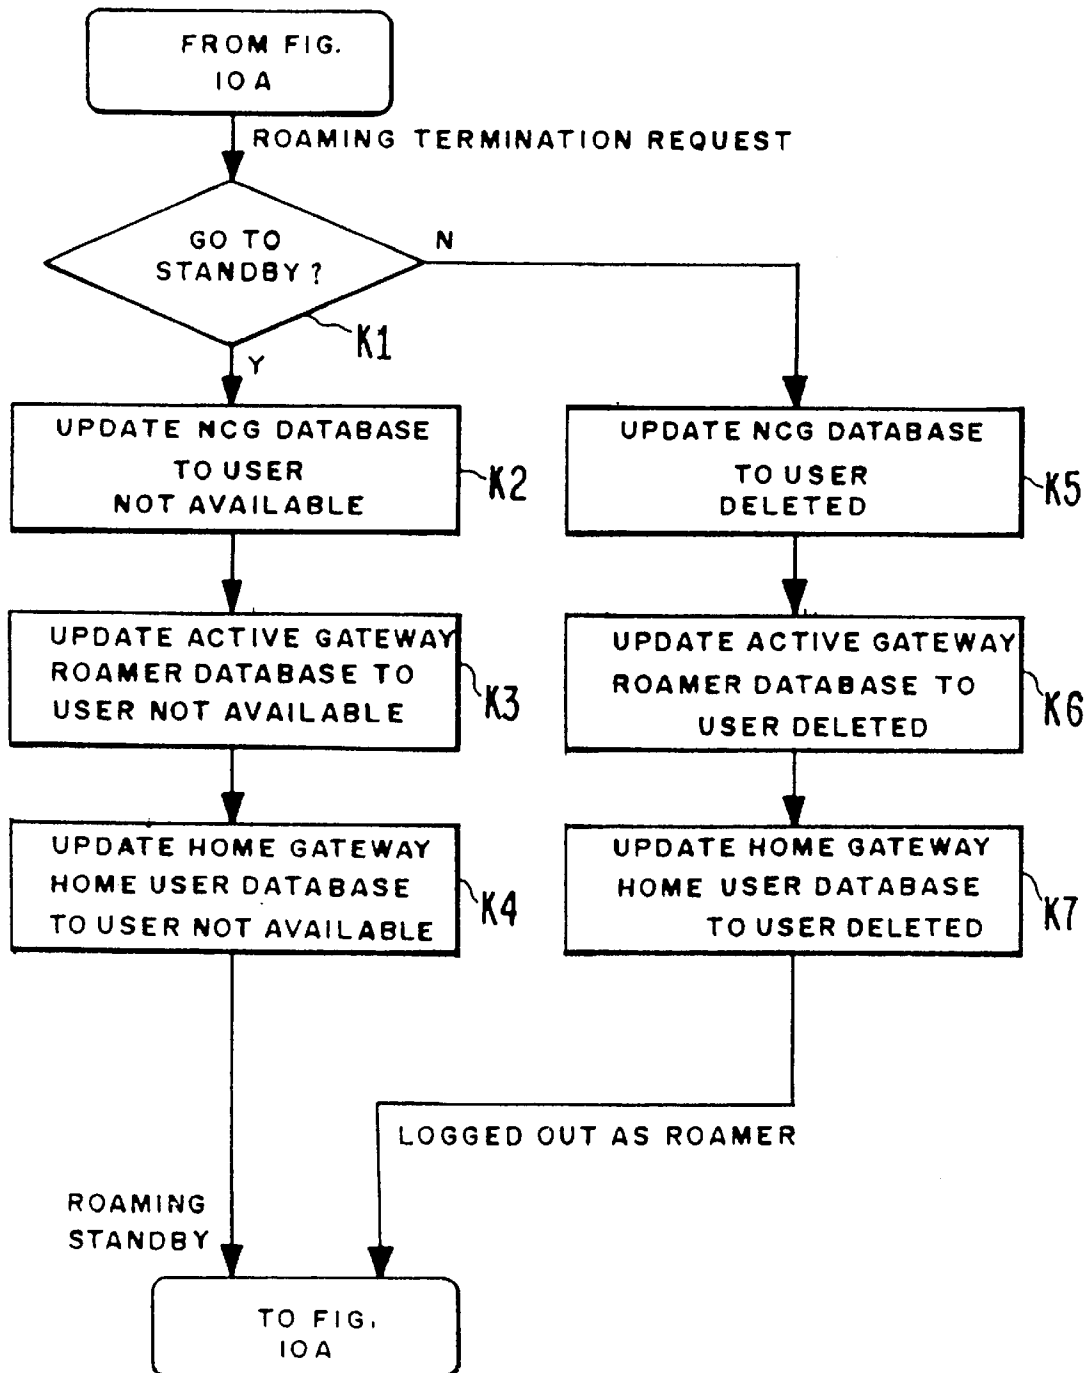 FROM FIG.
10A
ROAMING TERMINATION REQUEST
GO TO
STANDBY?
N
K1
Y
UPDATE NCG DATABASE
TO USER
NOT AVAILABLE
K2
UPDATE NCG DATABASE
TO USER
DELETED
K5
UPDATE ACTIVE GATEWAY
ROAMER DATABASE TO
USER NOT AVAILABLE
K3
UPDATE ACTIVE GATEWAY
ROAMER DATABASE TO
USER DELETED
K6
UPDATE HOME GATEWAY
HOME USER DATABASE
TO USER NOT AVAILABLE
K4
UPDATE HOME GATEWAY
HOME USER DATABASE
TO USER DELETED
K7
LOGGED OUT AS ROAMER
ROAMING
STANDBY
TO FIG.
10A